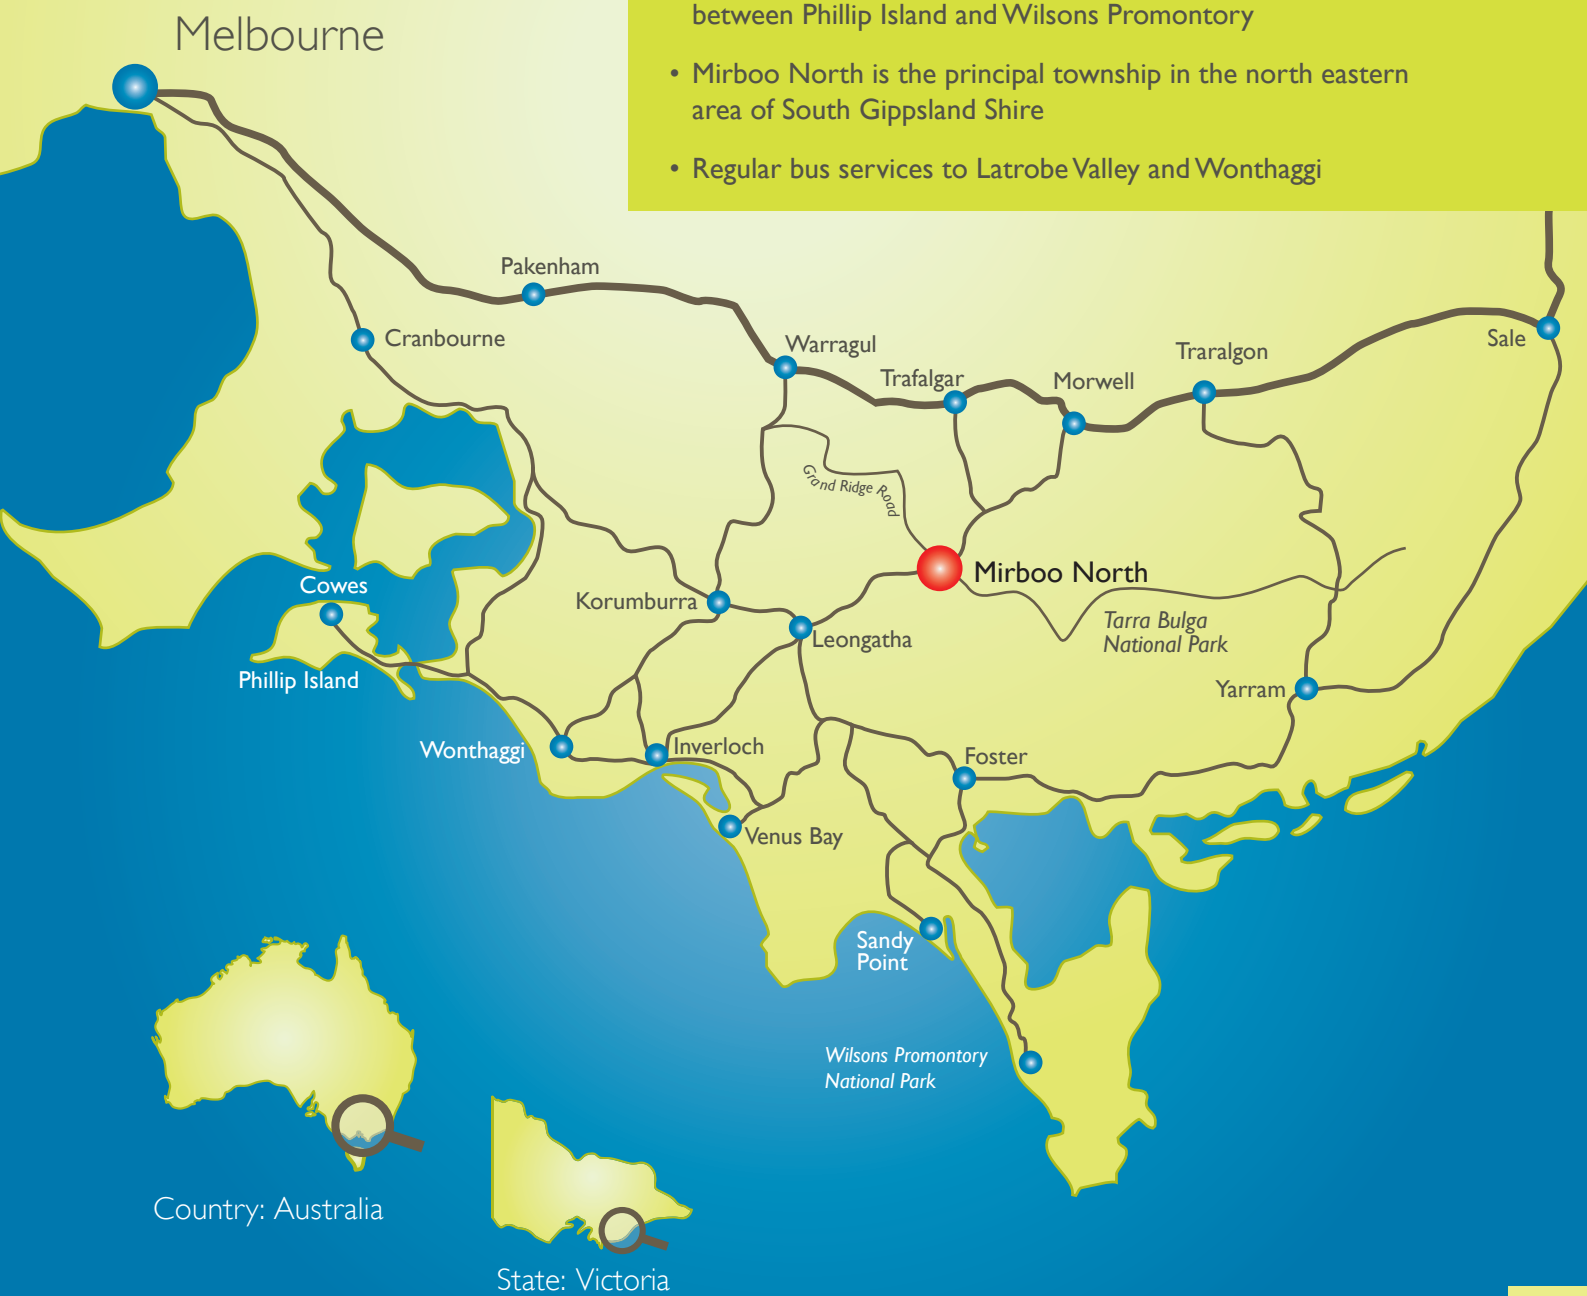 Melbourne
between Phillip Island and Wilsons Promontory
• Mirboo North is the principal township in the north eastern
area of South Gippsland Shire
• Regular bus services to Latrobe Valley and Wonthaggi
Pakenham
Cranbourne
Warragul
Trafalgar
Morwell
Traralgon
Sale
Grand Ridge Road
Mirboo North
Cowes
Korumburra
Leongatha
Tarra Bulga
National Park
Phillip Island
Yarram
Wonthaggi
Inverloch
Foster
Venus Bay
Sandy
Point
Wilsons Promontory
National Park
Country: Australia
State: Victoria